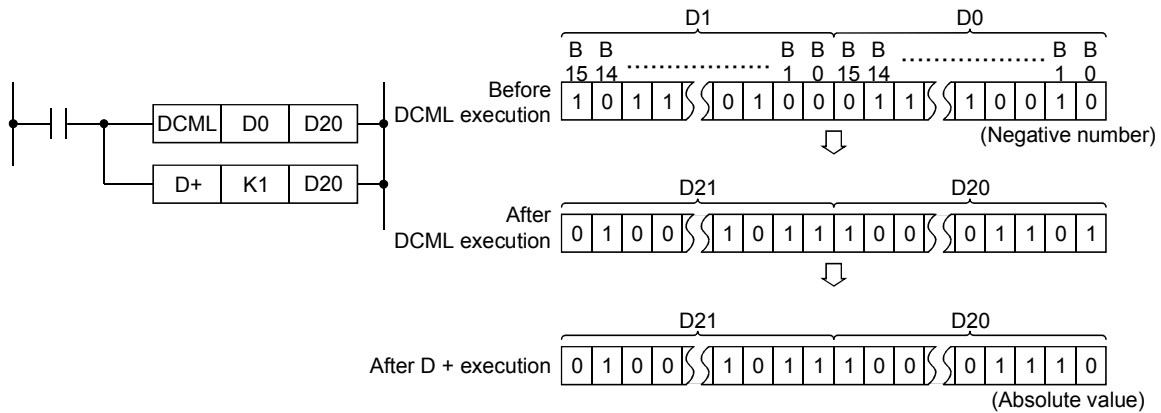 D1 D0
B B B B B B B B
15 14 .................... 1 0 15 14 .................... 1 0
Before
DCML execution
1 0 1 1 0 1 0 0 0 1 1 1 0 0 1 0
(Negative number)
DCML D0 D20
D+ K1 D20
D21 D20
After
DCML execution
0 1 0 0 1 0 1 1 1 0 0 0 1 1 0 1
D21 D20
After D + execution
0 1 0 0 1 0 1 1 1 0 0 0 1 1 1 0
(Absolute value)